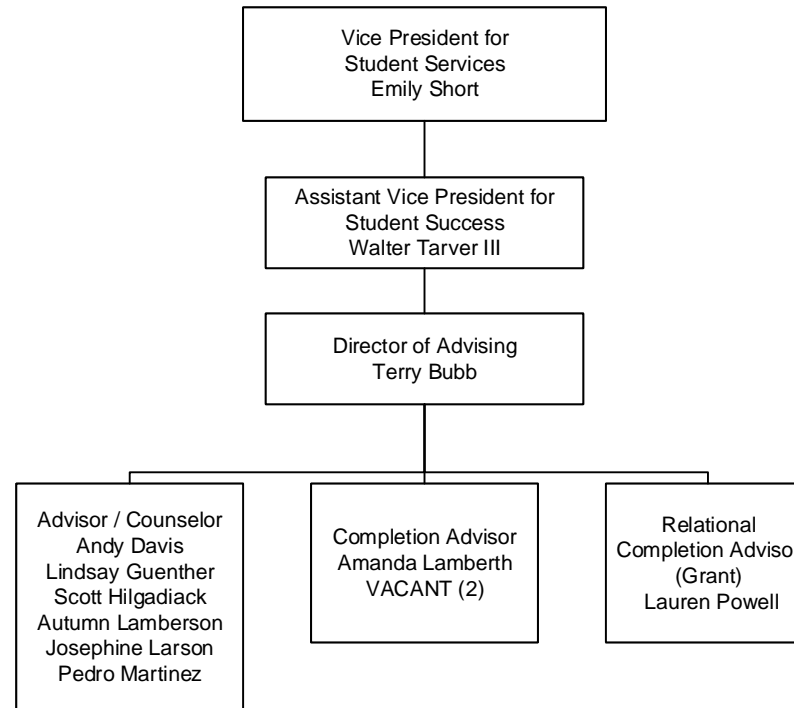 Vice President for
Student Services
Emily Short
Assistant Vice President for
Student Success
Walter Tarver III
Director of Advising
Terry Bubb
Advisor / Counselor
Andy Davis
Lindsay Guenther
Scott Hilgadiack
Autumn Lamberson
Josephine Larson
Pedro Martinez
Completion Advisor
Amanda Lamberth
VACANT (2)
Relational
Completion Advisor
(Grant)
Lauren Powell